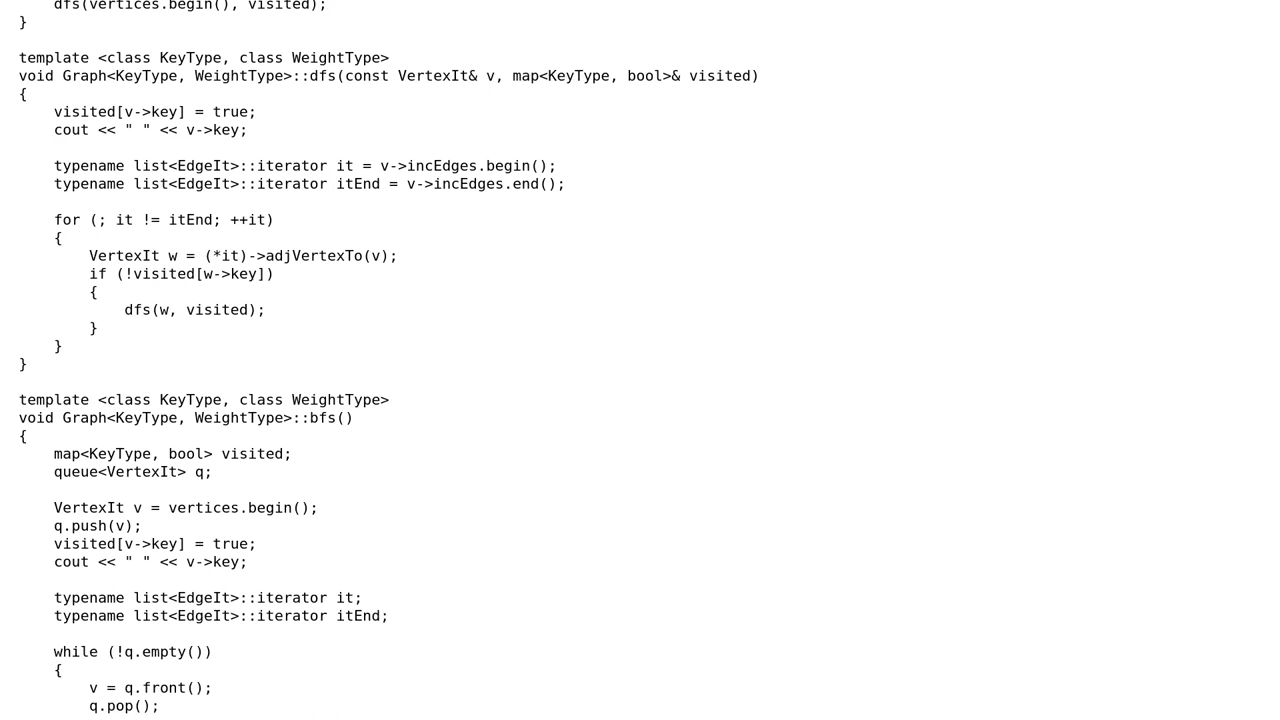 dfs(vertices.begin(), visited);
}

template <class KeyType, class WeightType>
void Graph<KeyType, WeightType>::dfs(const VertexIt& v, map<KeyType, bool>& visited)
{
    visited[v->key] = true;
    cout << " " << v->key;

    typename list<EdgeIt>::iterator it = v->incEdges.begin();
    typename list<EdgeIt>::iterator itEnd = v->incEdges.end();

    for (; it != itEnd; ++it)
    {
        VertexIt w = (*it)->adjVertexTo(v);
        if (!visited[w->key])
        {
            dfs(w, visited);
        }
    }
}

template <class KeyType, class WeightType>
void Graph<KeyType, WeightType>::bfs()
{
    map<KeyType, bool> visited;
    queue<VertexIt> q;

    VertexIt v = vertices.begin();
    q.push(v);
    visited[v->key] = true;
    cout << " " << v->key;

    typename list<EdgeIt>::iterator it;
    typename list<EdgeIt>::iterator itEnd;

    while (!q.empty())
    {
        v = q.front();
        q.pop();